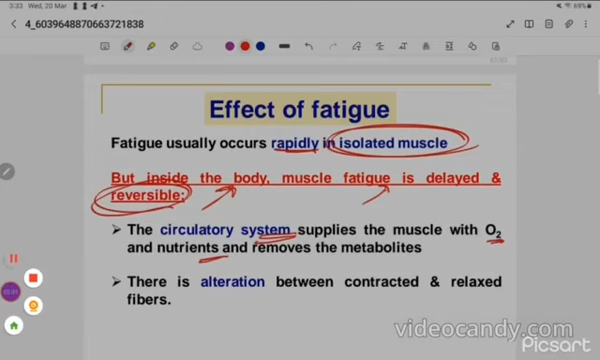 3:33 Wed, 20 Mar
69%
4_6039648870663721838
Effect of fatigue
Fatigue usually occurs rapidly in isolated muscle
But inside the body, muscle fatigue is delayed &
reversible:
➤ The circulatory system supplies the muscle with O₂
and nutrients and removes the metabolites
➤ There is alteration between contracted & relaxed
fibers.
videocandy.com
Picsart